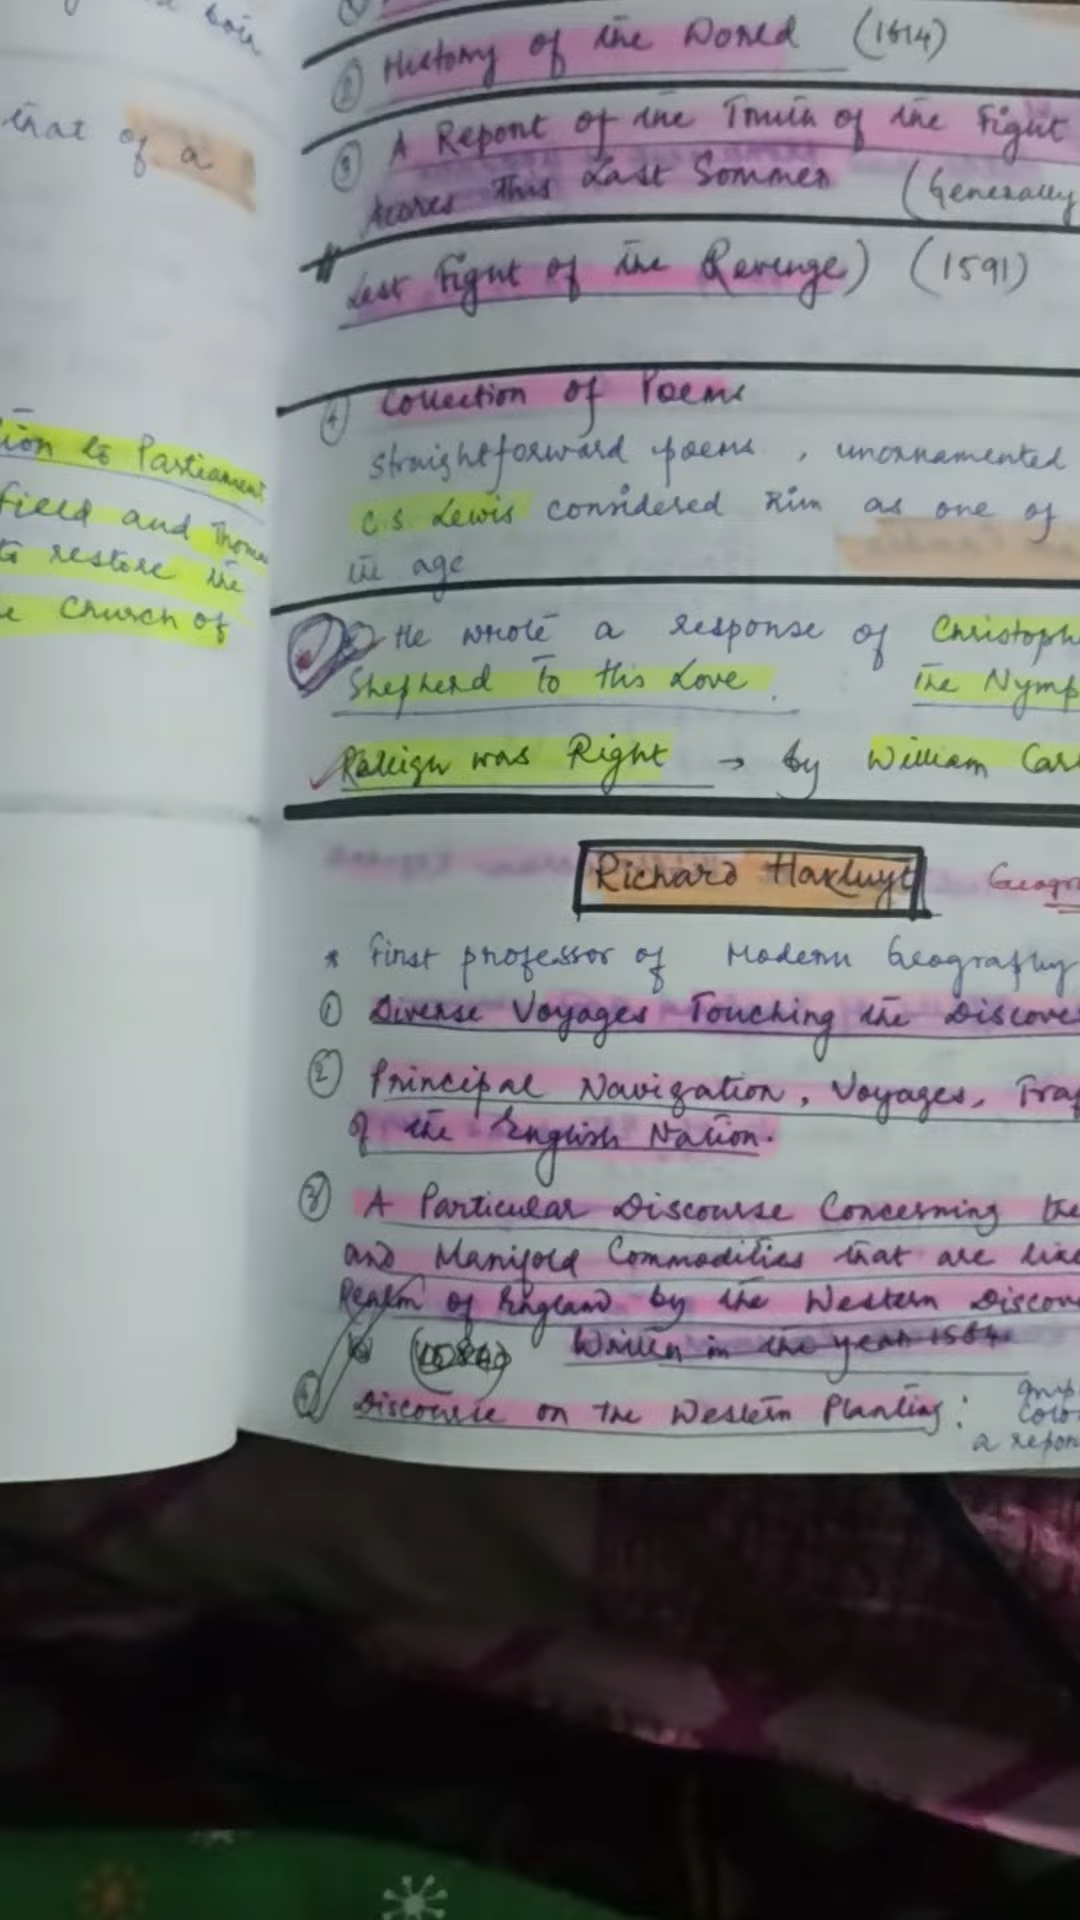 that of a
tion to Parliament
field and Thomas
to restore the
e Church of
② History of the World (1614)
③ A Report of the Truth of the Fight
Acores This Last Sommer (Generally
# Last Fight of the Revenge) (1591)
④ Collection of Poems
straightforward poems, unornamented
C.S. Lewis considered him as one of
the age
He wrote a response of Christoph
Shepherd to this Love. The Nymp
Raleigh was Right → by William Car
Richard Hakluyt Geogra
* First professor of Modern Geography
① Diverse Voyages Touching the Discove
② Principal Navigation, Voyages, Traf
of the English Nation.
③ A Particular Discourse Concerning the
and Manifold Commodities that are like
Realm of England by the Western Discov
Written in the year 1584
④ Discourse on the Western Planting:
a repor